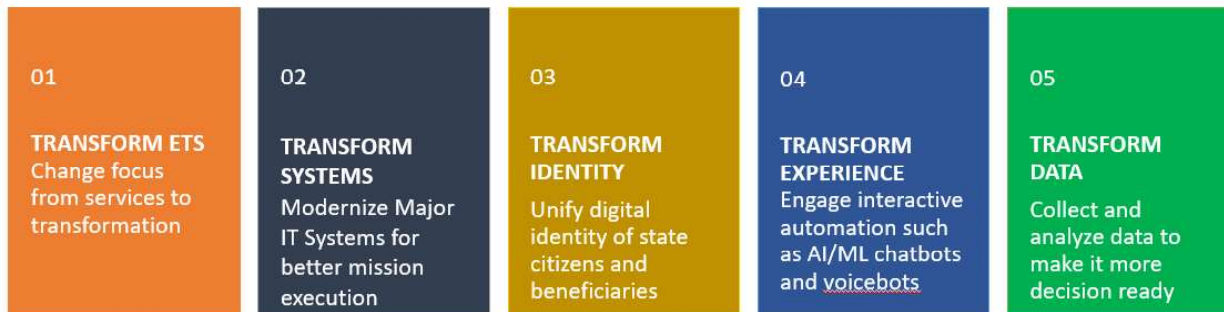 01
TRANSFORM ETS
Change focus
from services to
transformation
02
TRANSFORM
SYSTEMS
Modernize Major
IT Systems for
better mission
execution
03
TRANSFORM
IDENTITY
Unify digital
identity of state
citizens and
beneficiaries
04
TRANSFORM
EXPERIENCE
Engage interactive
automation such
as AI/ML chatbots
and voicebots
05
TRANSFORM
DATA
Collect and
analyze data to
make it more
decision ready